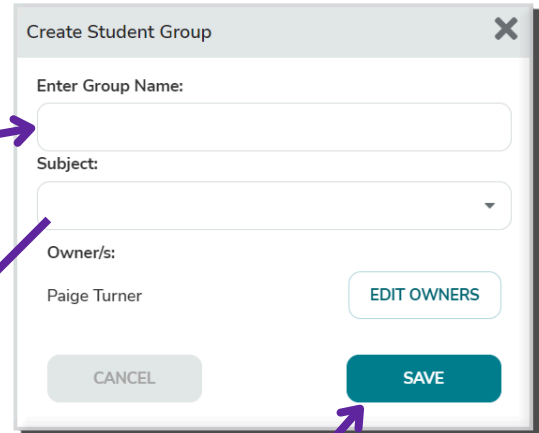 Create Student Group
Enter Group Name:
Subject:
Owner/s:
Paige Turner
EDIT OWNERS
CANCEL
SAVE